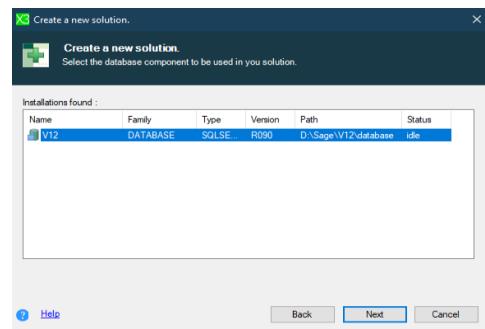 X3 Create a new solution.
Create a new solution.
Select the database component to be used in you solution.
Installations found :
Name Family Type Version Path Status
V12 DATABASE SQLSE... R090 D:\Sage\V12\database idle
? Help Back Next Cancel